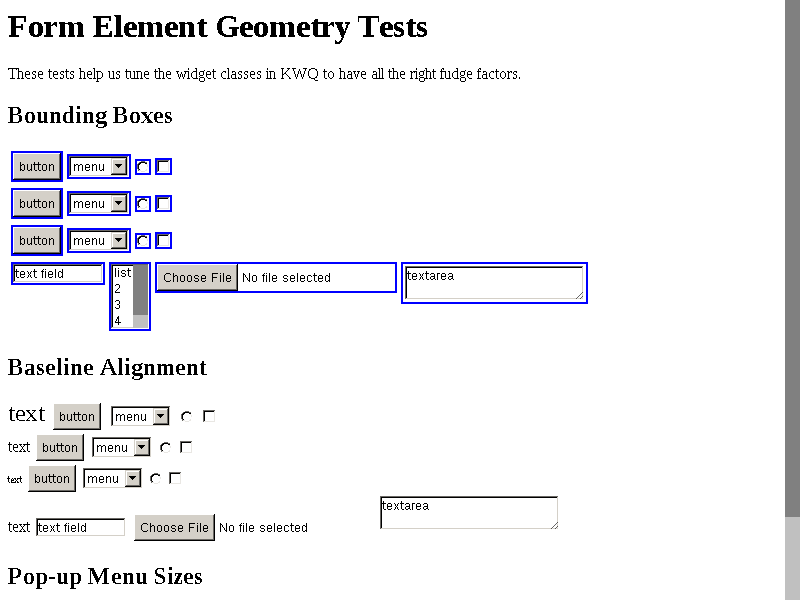 Form Element Geometry Tests
These tests help us tune the widget classes in KWQ to have all the right fudge factors.
Bounding Boxes
button menu
button menu
button menu
text field list Choose File No file selected textarea
2
3
4
Baseline Alignment
text button menu
text button menu
text button menu
textarea
text text field Choose File No file selected
Pop-up Menu Sizes